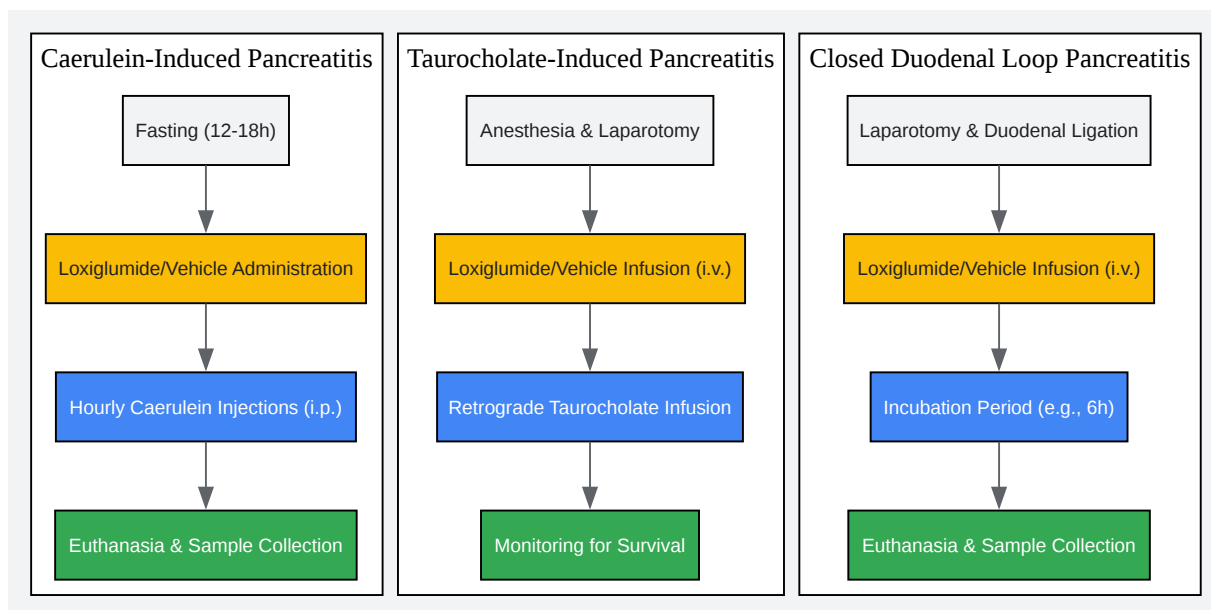 Caerulein-Induced Pancreatitis
Fasting (12-18h)
Loxiglumide/Vehicle Administration
Hourly Caerulein Injections (i.p.)
Euthanasia & Sample Collection
Taurocholate-Induced Pancreatitis
Anesthesia & Laparotomy
Loxiglumide/Vehicle Infusion (i.v.)
Retrograde Taurocholate Infusion
Monitoring for Survival
Closed Duodenal Loop Pancreatitis
Laparotomy & Duodenal Ligation
Loxiglumide/Vehicle Infusion (i.v.)
Incubation Period (e.g., 6h)
Euthanasia & Sample Collection